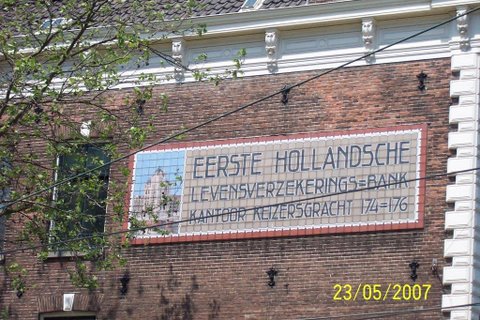 EERSTE HOLLANDSCHE
LEVENSVERZEKERINGS=BANK
KANTOOR KEIZERSGRACHT 174=176
23/05/2007